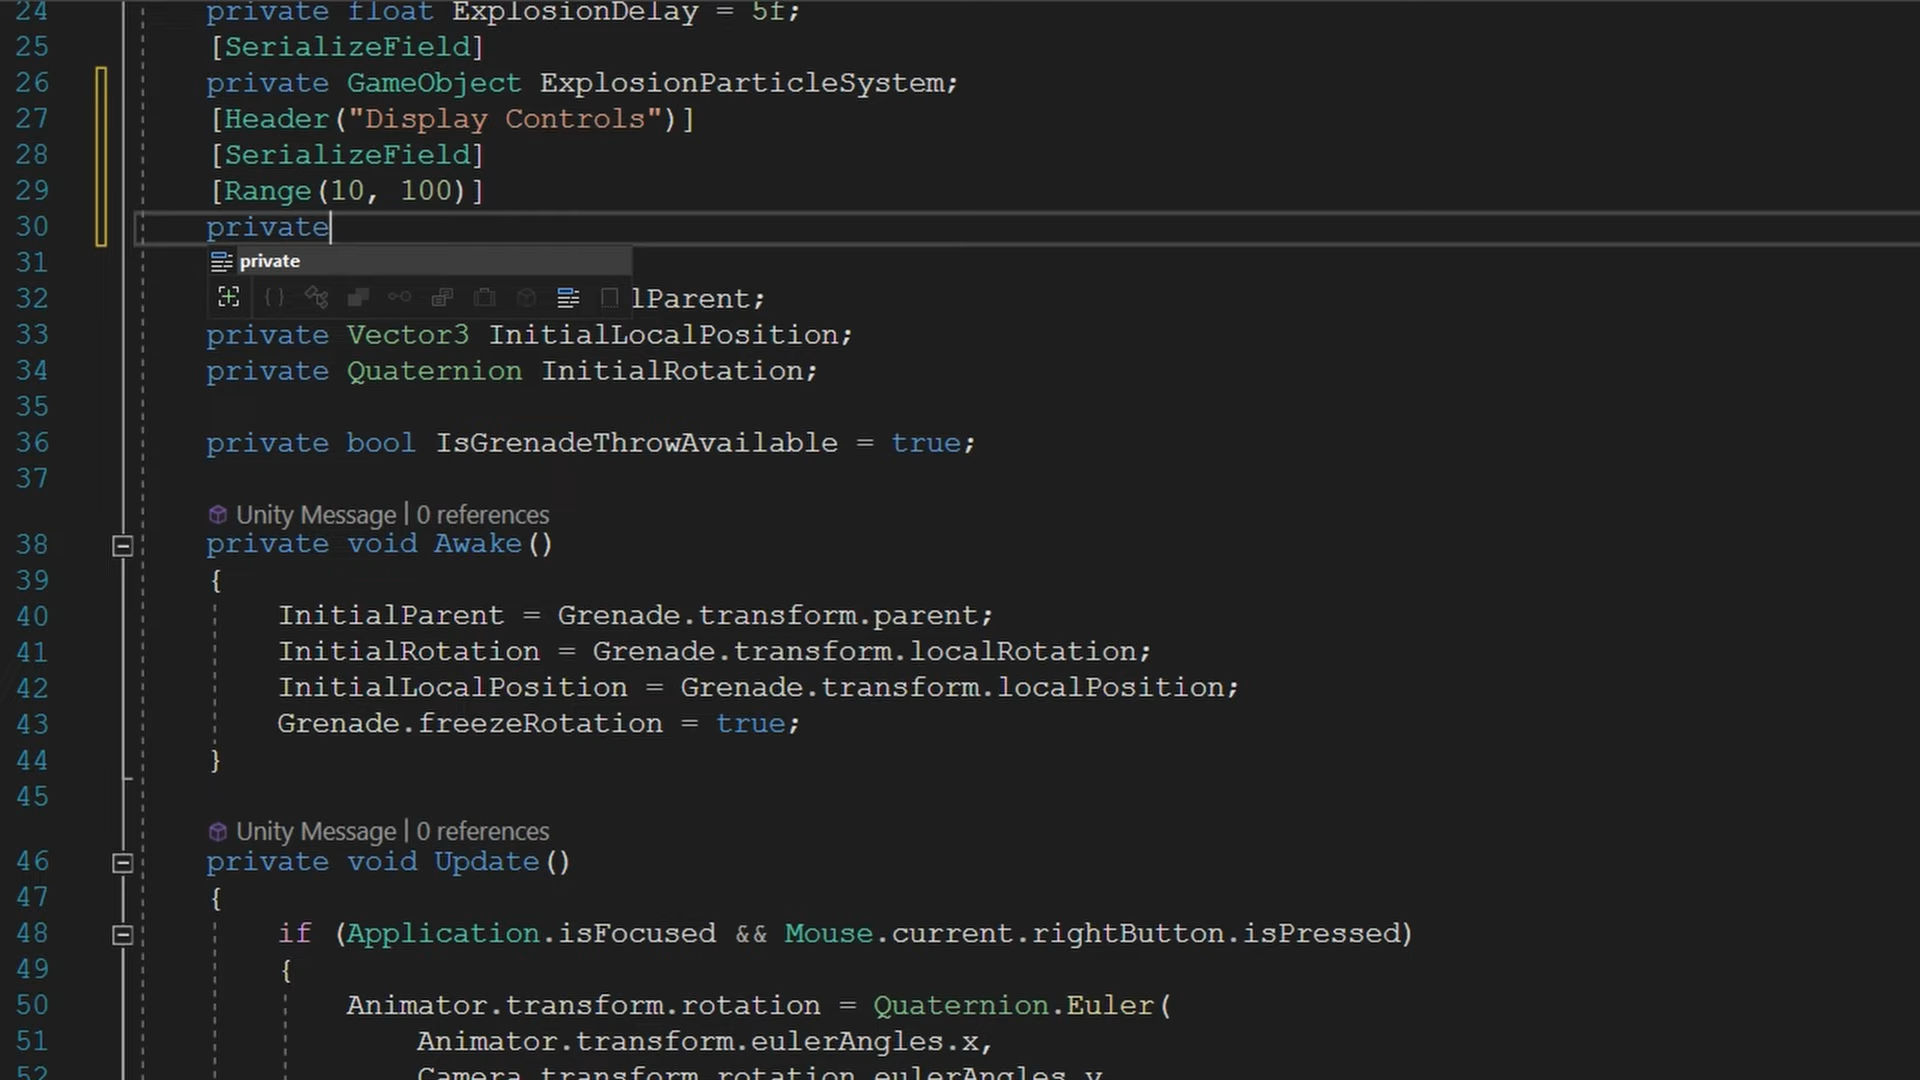 24 private float ExplosionDelay = 5f;
25 [SerializeField]
26 private GameObject ExplosionParticleSystem;
27 [Header("Display Controls")]
28 [SerializeField]
29 [Range(10, 100)]
30 private
31 private
32 lParent;
33 private Vector3 InitialLocalPosition;
34 private Quaternion InitialRotation;
35
36 private bool IsGrenadeThrowAvailable = true;
37
Unity Message | 0 references
38 private void Awake()
39 {
40 InitialParent = Grenade.transform.parent;
41 InitialRotation = Grenade.transform.localRotation;
42 InitialLocalPosition = Grenade.transform.localPosition;
43 Grenade.freezeRotation = true;
44 }
45
Unity Message | 0 references
46 private void Update()
47 {
48 if (Application.isFocused && Mouse.current.rightButton.isPressed)
49 {
50 Animator.transform.rotation = Quaternion.Euler(
51 Animator.transform.eulerAngles.x,
52 Camera.transform.rotation.eulerAngles.y